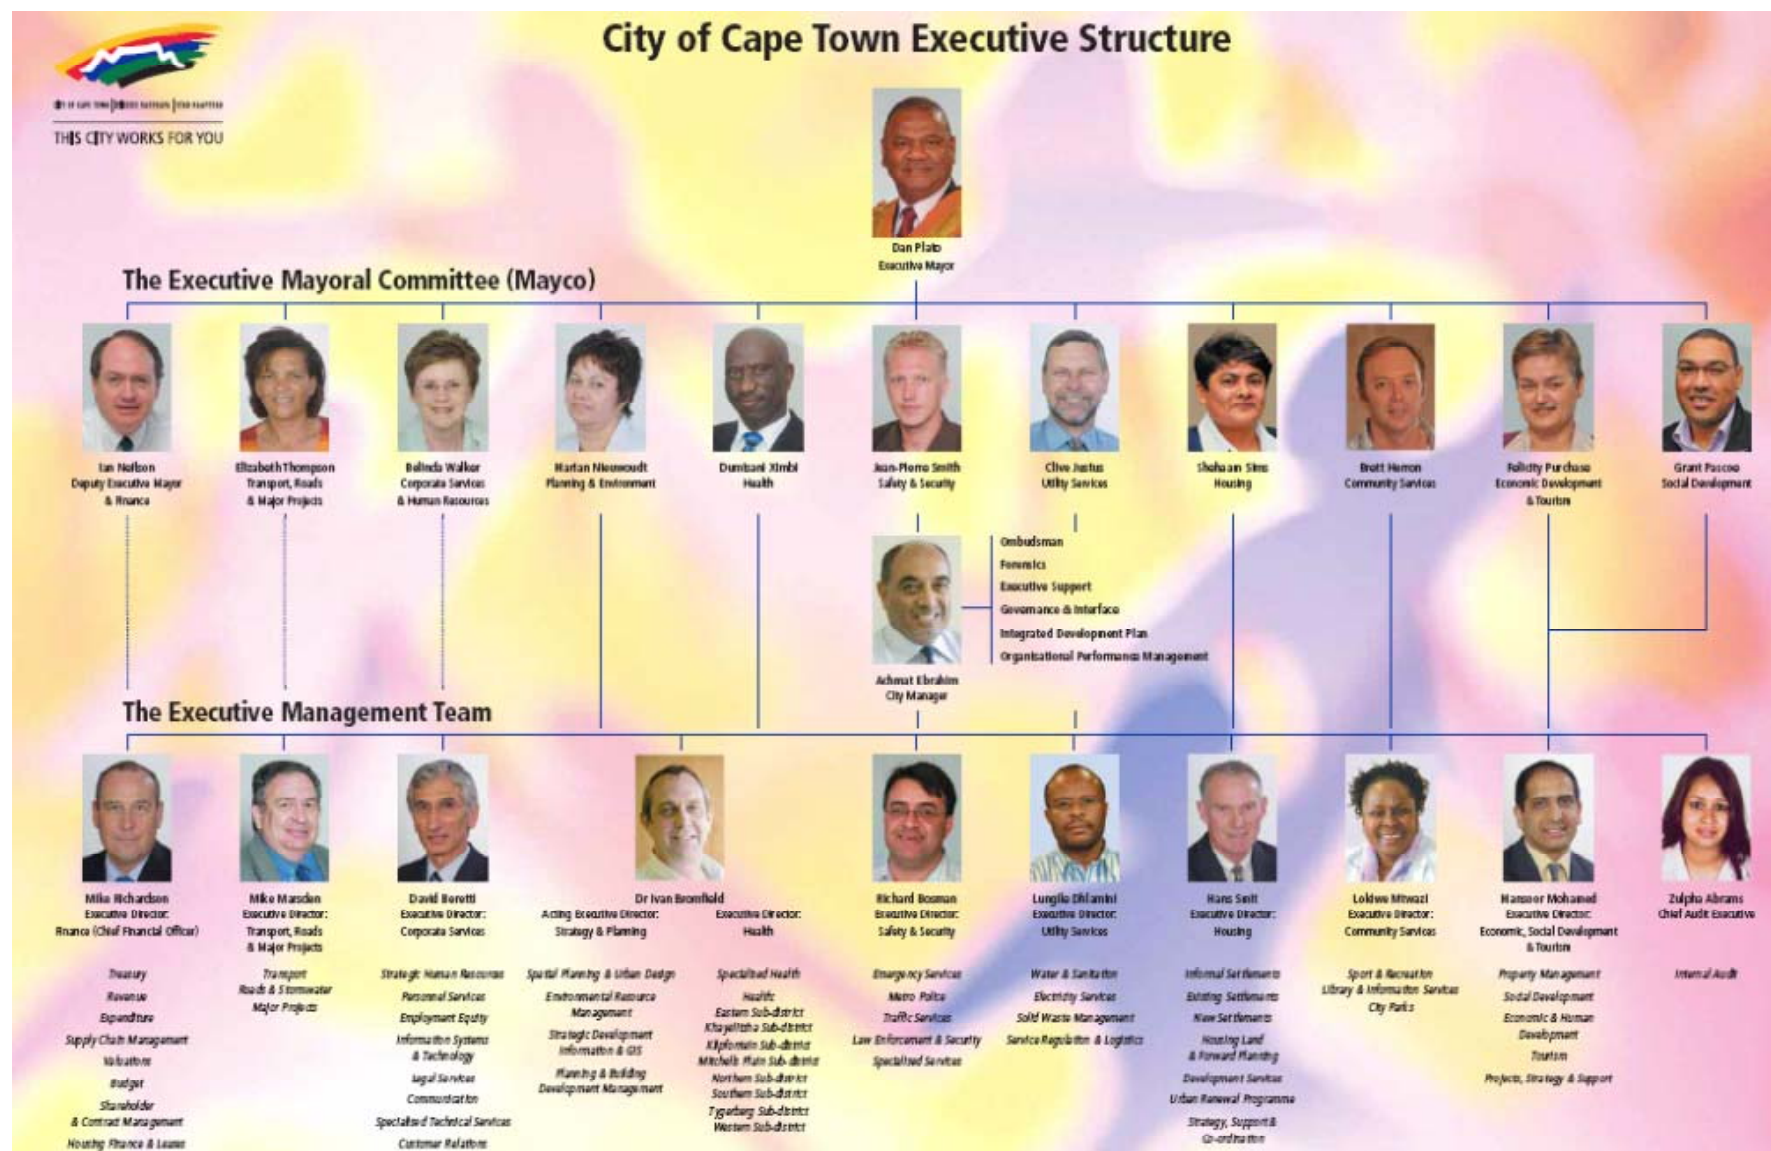 City of Cape Town Executive Structure
THIS CITY WORKS FOR YOU
Dan Plato
Executive Mayor
The Executive Mayoral Committee (Mayco)
Ian Neilson
Deputy Executive Mayor
& Finance
Elizabeth Thompson
Transport, Roads
& Major Projects
Belinda Walker
Corporate Services
& Human Resources
Marian Nieuwoudt
Planning & Environment
Dumisani Ximbi
Health
Jean-Pierre Smith
Safety & Security
Clive Justus
Utility Services
Shehaam Sims
Housing
Brett Herron
Community Services
Felicity Purchase
Economic Development
& Tourism
Grant Pascoe
Social Development
Ombudsman
Forensics
Executive Support
Governance & Interface
Integrated Development Plan
Organisational Performance Management
Achmat Ebrahim
City Manager
The Executive Management Team
Mike Richardson
Executive Director:
Finance (Chief Financial Officer)
Treasury
Revenue
Expenditure
Supply Chain Management
Valuations
Budget
Shareholder
& Contract Management
Housing Finance & Leases
Mike Marsden
Executive Director:
Transport, Roads
& Major Projects
Transport
Roads & Stormwater
Major Projects
David Beretti
Executive Director:
Corporate Services
Strategic Human Resources
Personnel Services
Employment Equity
Information Systems
& Technology
Legal Services
Communication
Specialised Technical Services
Customer Relations
Dr Ivan Bromfield
Acting Executive Director:
Strategy & Planning
Spatial Planning & Urban Design
Environmental Resource
Management
Strategic Development
Information & GIS
Planning & Building
Development Management
Executive Director:
Health
Specialised Health
Health:
Eastern Sub-district
Khayelitsha Sub-district
Klipfontein Sub-district
Mitchells Plain Sub-district
Northern Sub-district
Southern Sub-district
Tygerberg Sub-district
Western Sub-district
Richard Bosman
Executive Director:
Safety & Security
Emergency Services
Metro Police
Traffic Services
Law Enforcement & Security
Specialised Services
Lungile Dhlamini
Executive Director:
Utility Services
Water & Sanitation
Electricity Services
Solid Waste Management
Service Regulation & Logistics
Hans Smit
Executive Director:
Housing
Informal Settlements
Existing Settlements
New Settlements
Housing Land
& Forward Planning
Development Services
Urban Renewal Programme
Strategy, Support &
Co-ordination
Lokiwe Mtwazi
Executive Director:
Community Services
Sport & Recreation
Library & Information Services
City Parks
Mansoor Mohamed
Executive Director:
Economic, Social Development
& Tourism
Property Management
Social Development
Economic & Human
Development
Tourism
Projects, Strategy & Support
Zulpha Abrams
Chief Audit Executive
Internal Audit